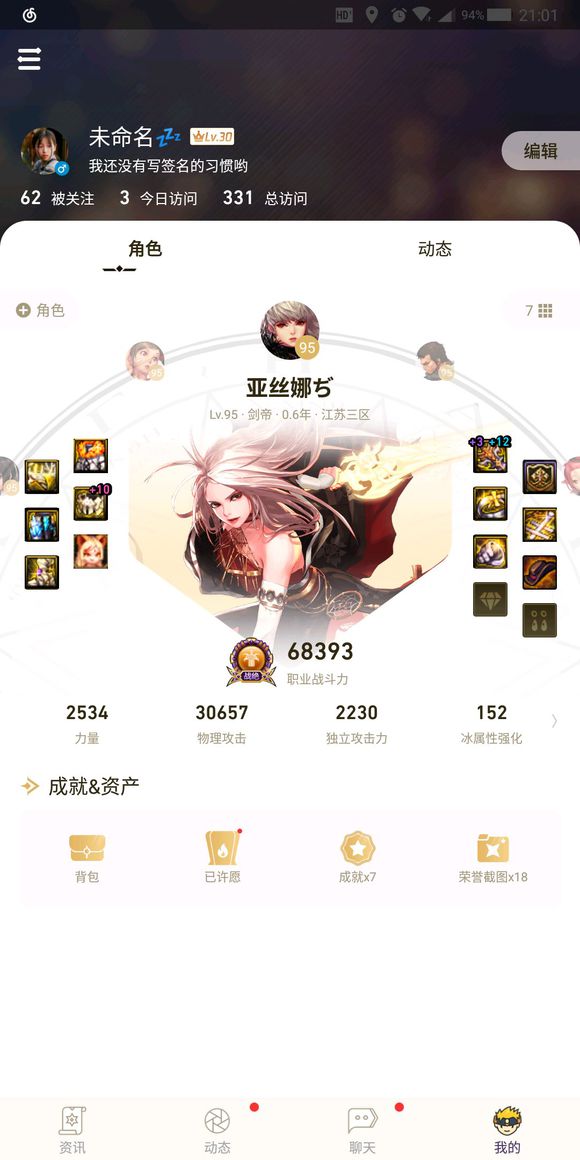 HD 94% 21:01
未命名 zzZ Lv.30
编辑
我还没有写签名的习惯哟
62 被关注 3 今日访问 331 总访问
角色 动态
角色 7
95
95 95
亚丝娜ぢ
Lv.95 · 剑帝 · 0.6年 · 江苏三区
+3 +12
+10
战绝
68393
职业战斗力
2534 30657 2230 152
力量 物理攻击 独立攻击力 冰属性强化
成就&资产
背包 已许愿 成就x7 荣誉截图x18
资讯 动态 聊天 我的